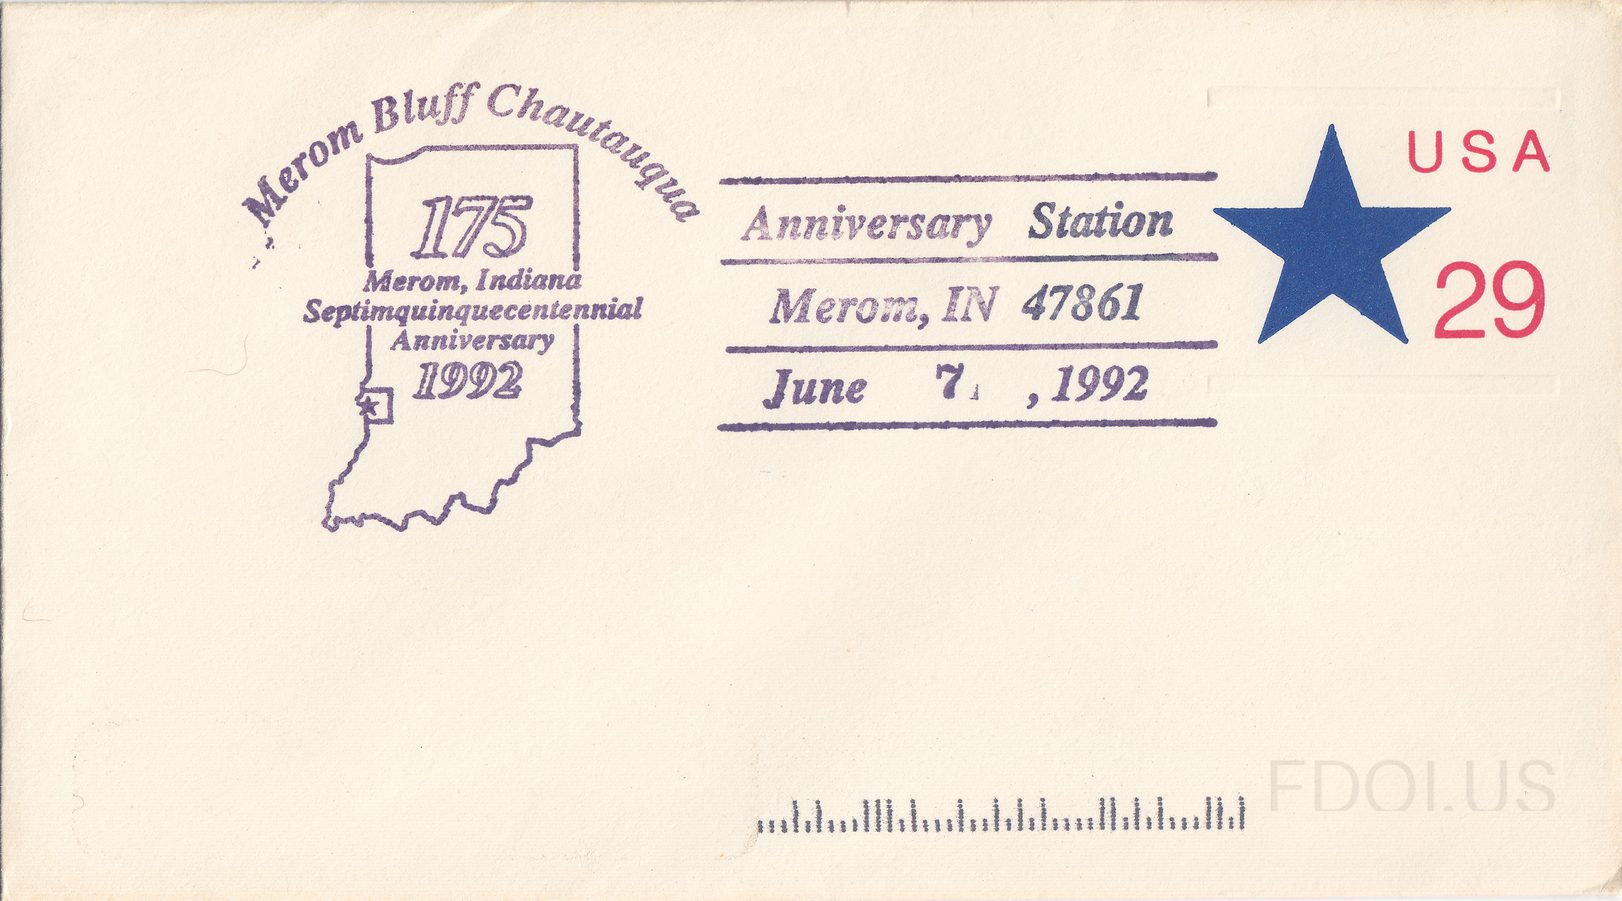 Merom Bluff Chautauqua
175
Merom, Indiana
Septimquinquecentennial
Anniversary
1992
Anniversary Station
Merom, IN 47861
June 7 , 1992
USA
29
FDOI.US